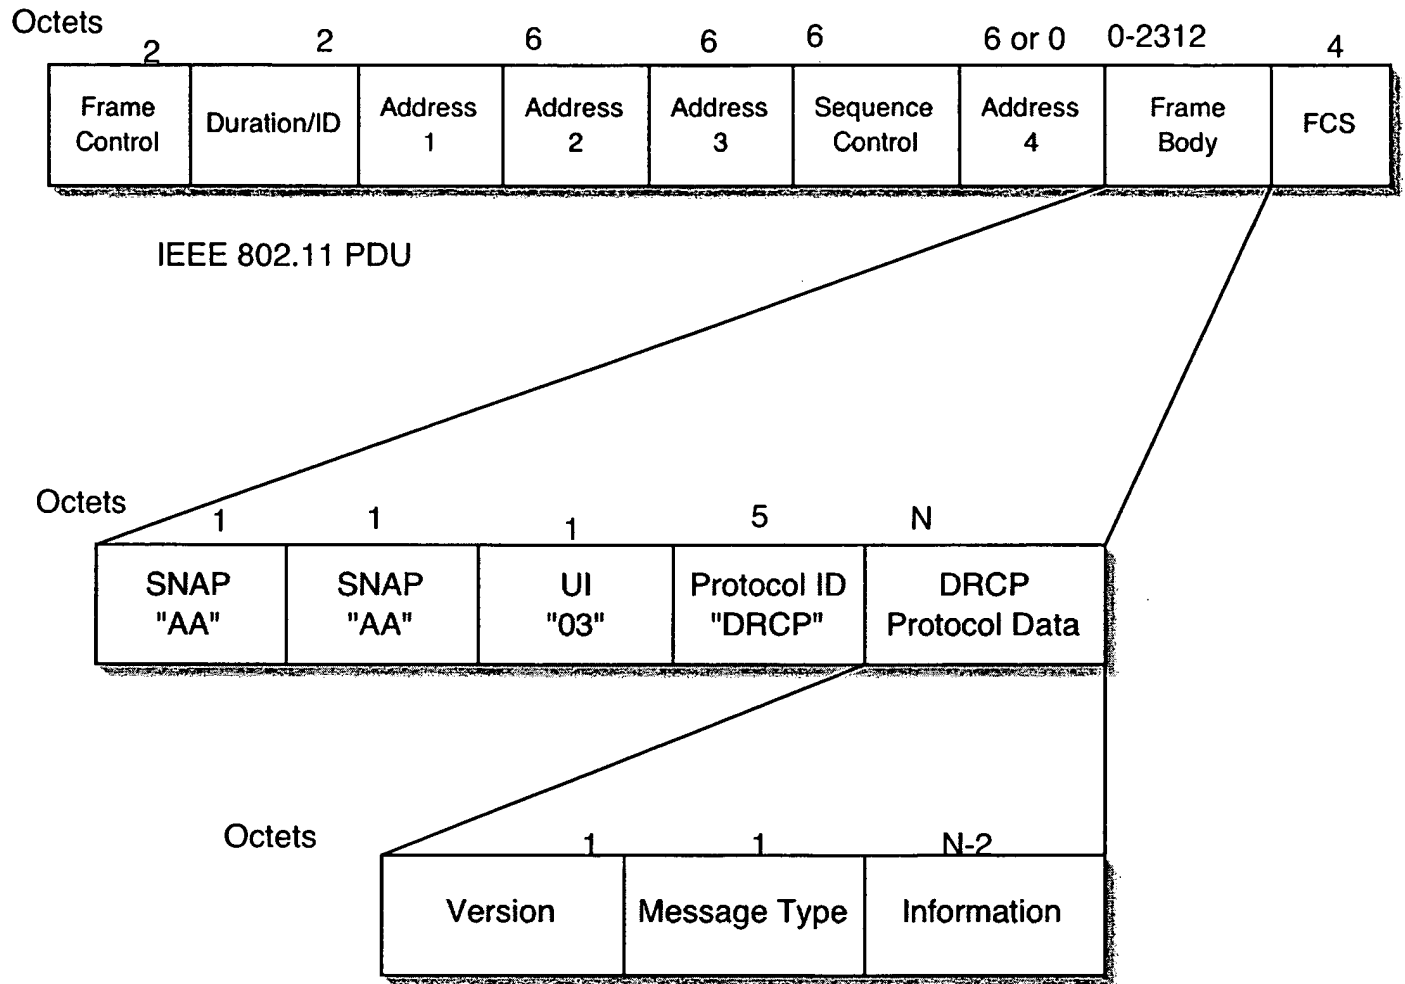 Octets
2 2 6 6 6 6 or 0 0-2312 4
Frame Control
Duration/ID
Address 1
Address 2
Address 3
Sequence Control
Address 4
Frame Body
FCS
IEEE 802.11 PDU
Octets
1 1 1 5 N
SNAP "AA"
SNAP "AA"
UI "03"
Protocol ID "DRCP"
DRCP Protocol Data
Octets
1 1 N-2
Version
Message Type
Information